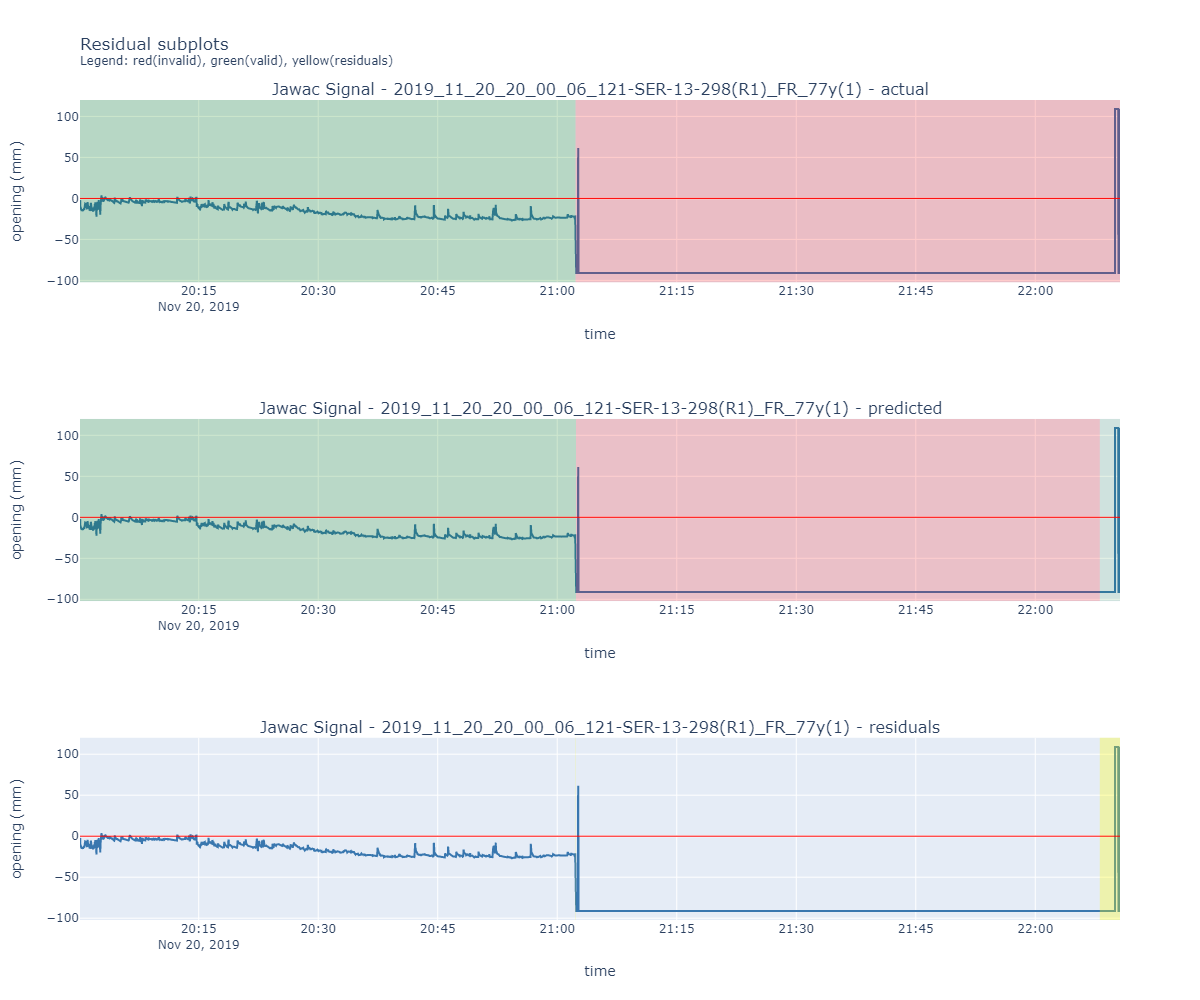 Residual subplots
Legend: red(invalid), green(valid), yellow(residuals)
Jawac Signal - 2019_11_20_20_00_06_121-SER-13-298(R1)_FR_77y(1) - actual
100
50
0
−50
−100
opening (mm)
20:15
20:30
20:45
21:00
21:15
21:30
21:45
22:00
Nov 20, 2019
time
Jawac Signal - 2019_11_20_20_00_06_121-SER-13-298(R1)_FR_77y(1) - predicted
100
50
0
−50
−100
opening (mm)
20:15
20:30
20:45
21:00
21:15
21:30
21:45
22:00
Nov 20, 2019
time
Jawac Signal - 2019_11_20_20_00_06_121-SER-13-298(R1)_FR_77y(1) - residuals
100
50
0
−50
−100
opening (mm)
20:15
20:30
20:45
21:00
21:15
21:30
21:45
22:00
Nov 20, 2019
time